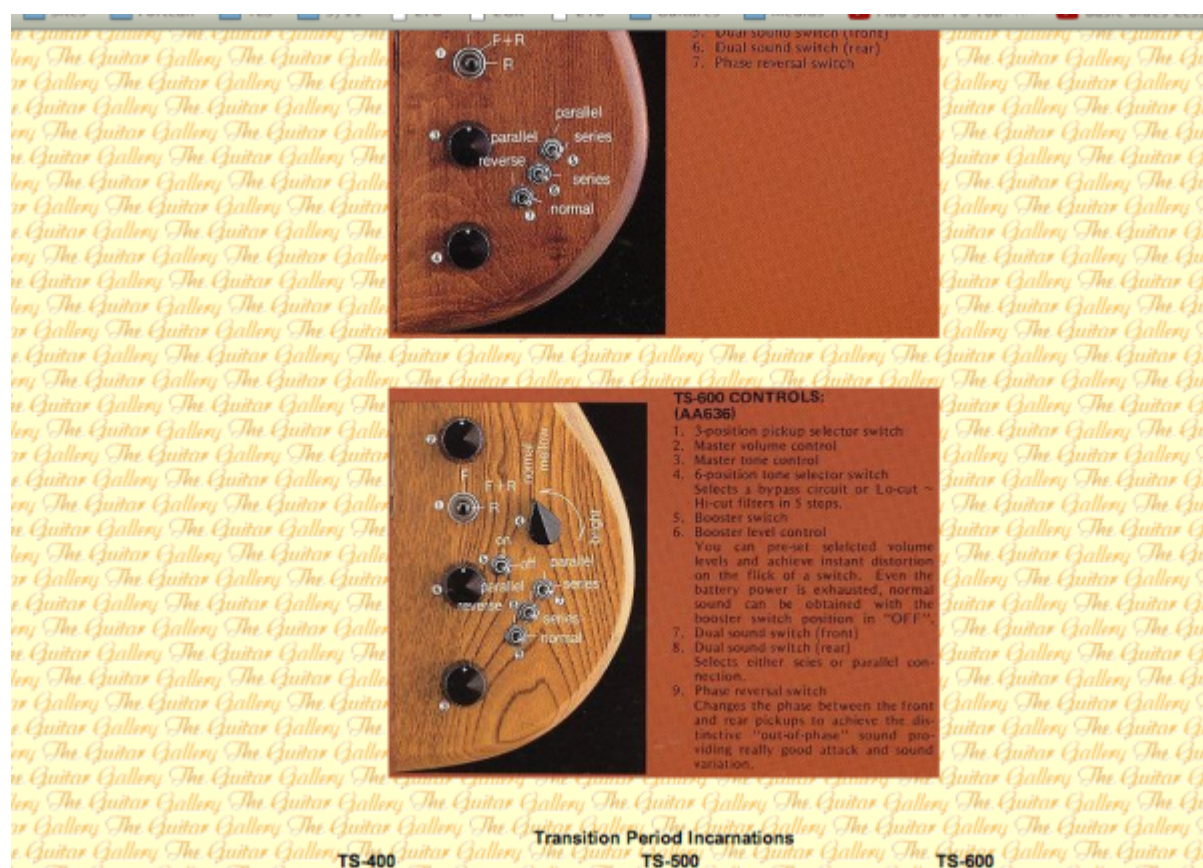 F+R
R
parallel
series
parallel
reverse
series
normal
5. Dual sound switch (front)
6. Dual sound switch (rear)
7. Phase reversal switch
The Guitar Gallery
TS-600 CONTROLS:
(AA636)
1. 3-position pickup selector switch
2. Master volume control
3. Master tone control
4. 6-position tone selector switch
Selects a bypass circuit or Lo-cut ~
Hi-cut filters in 5 stops.
5. Booster switch
6. Booster level control
You can pre-set selelcted volume
levels and achieve instant distortion
on the flick of a switch. Even the
battery power is exhausted, normal
sound can be obtained with the
booster switch position in "OFF".
7. Dual sound switch (front)
8. Dual sound switch (rear)
Selects either seies or parallel con-
nection.
9. Phase reversal switch
Changes the phase between the front
and rear pickups to achieve the dis-
tinctive "out-of-phase" sound pro-
viding really good attack and sound
variation.
F
F+R
R
normal
mellow
bright
on
off
parallel
series
parallel
reverse
series
normal
Transition Period Incarnations
TS-400 TS-500 TS-600